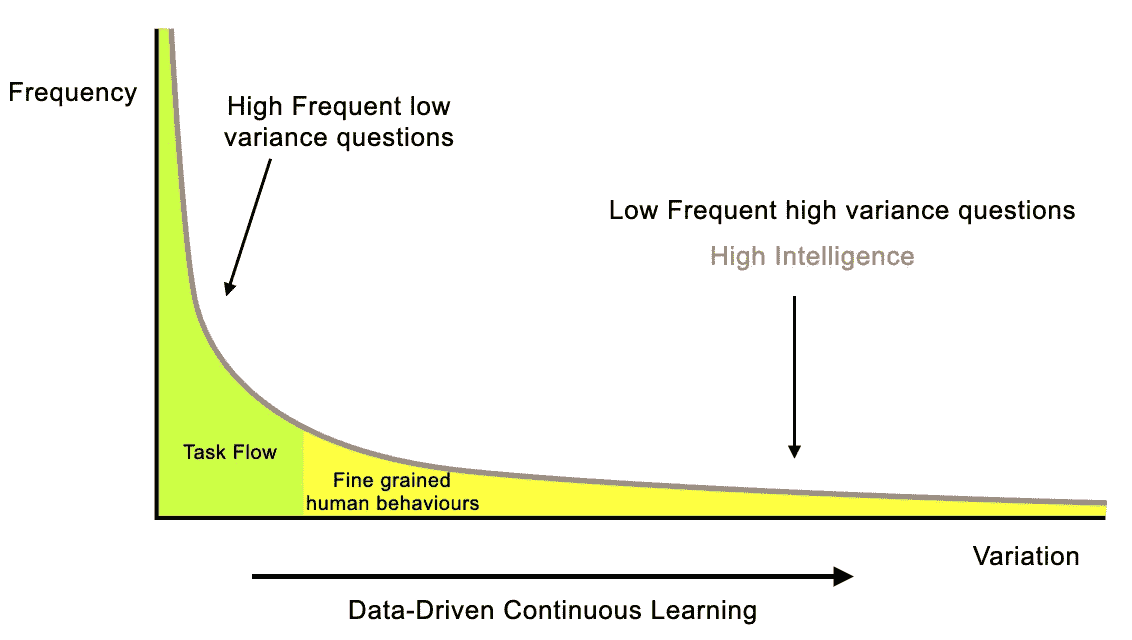 Frequency
High Frequent low
variance questions
Low Frequent high variance questions
High Intelligence
Task Flow
Fine grained
human behaviours
Variation
Data-Driven Continuous Learning